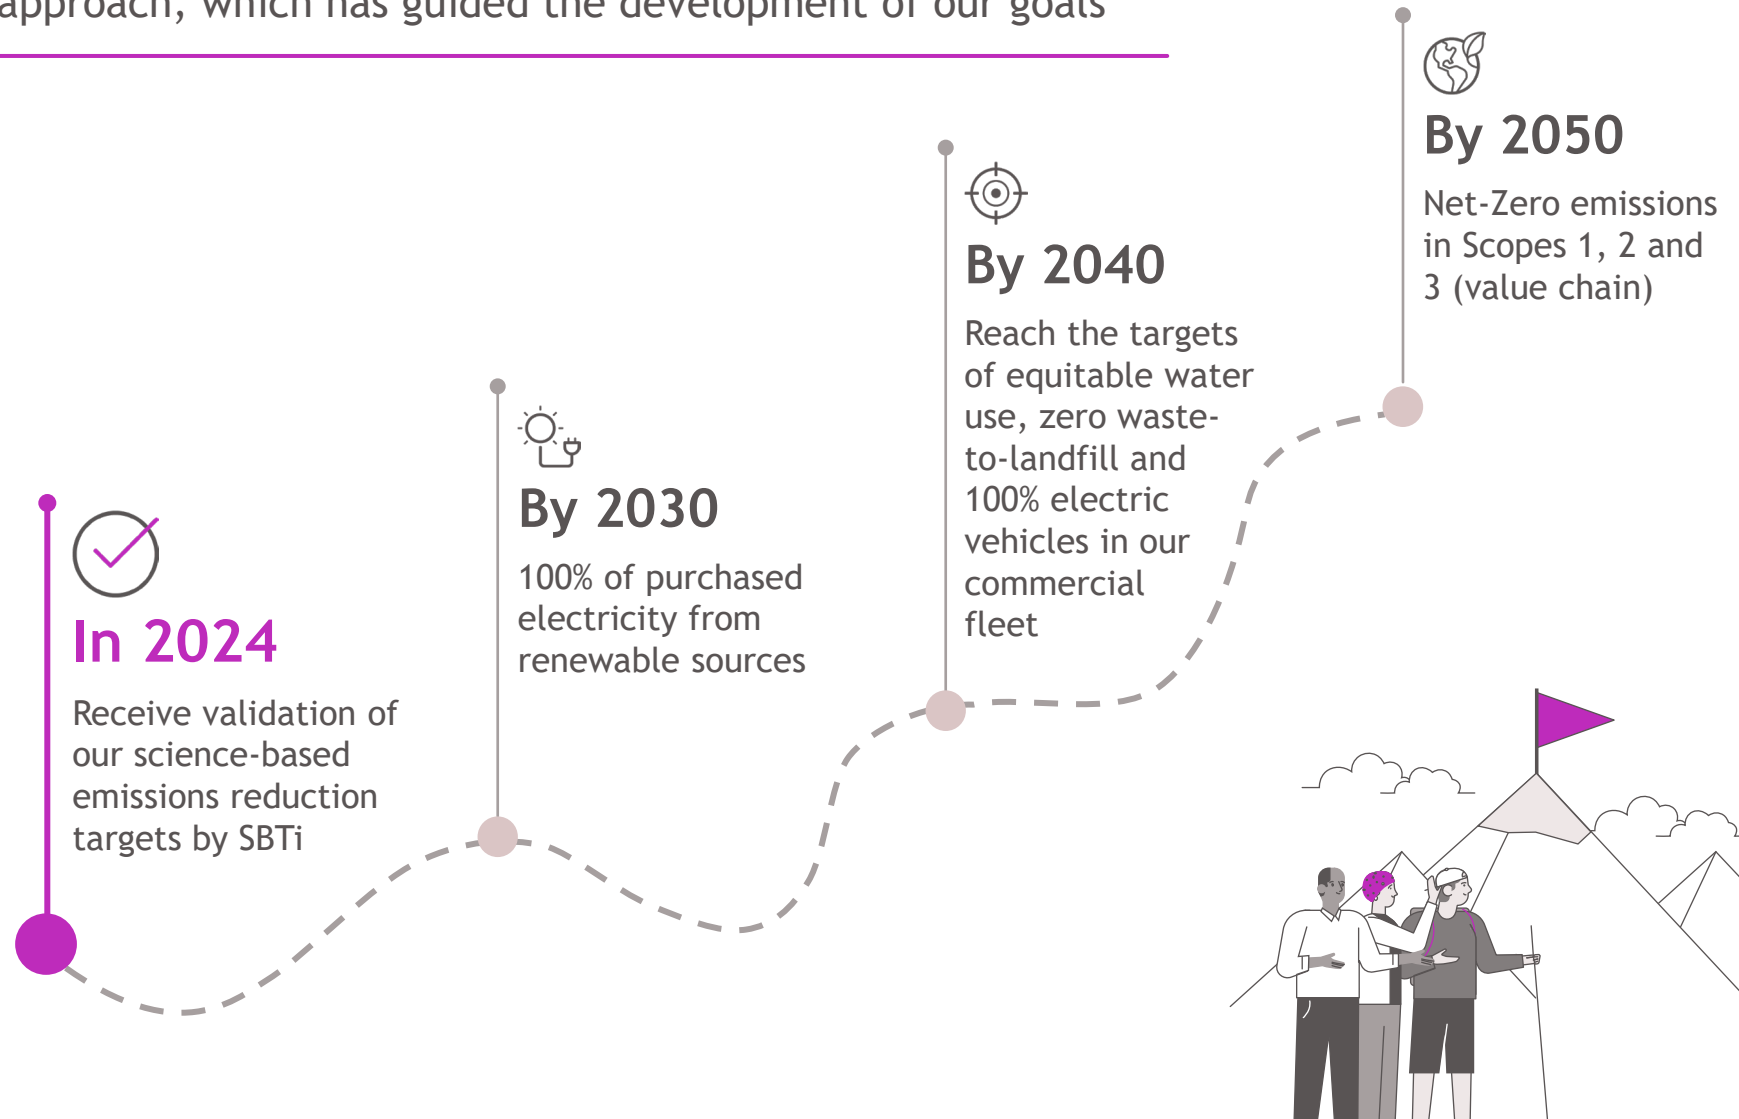 approach, which has guided the development of our goals
In 2024
Receive validation of
our science-based
emissions reduction
targets by SBTi
By 2030
100% of purchased
electricity from
renewable sources
By 2040
Reach the targets
of equitable water
use, zero waste-
to-landfill and
100% electric
vehicles in our
commercial
fleet
By 2050
Net-Zero emissions
in Scopes 1, 2 and
3 (value chain)